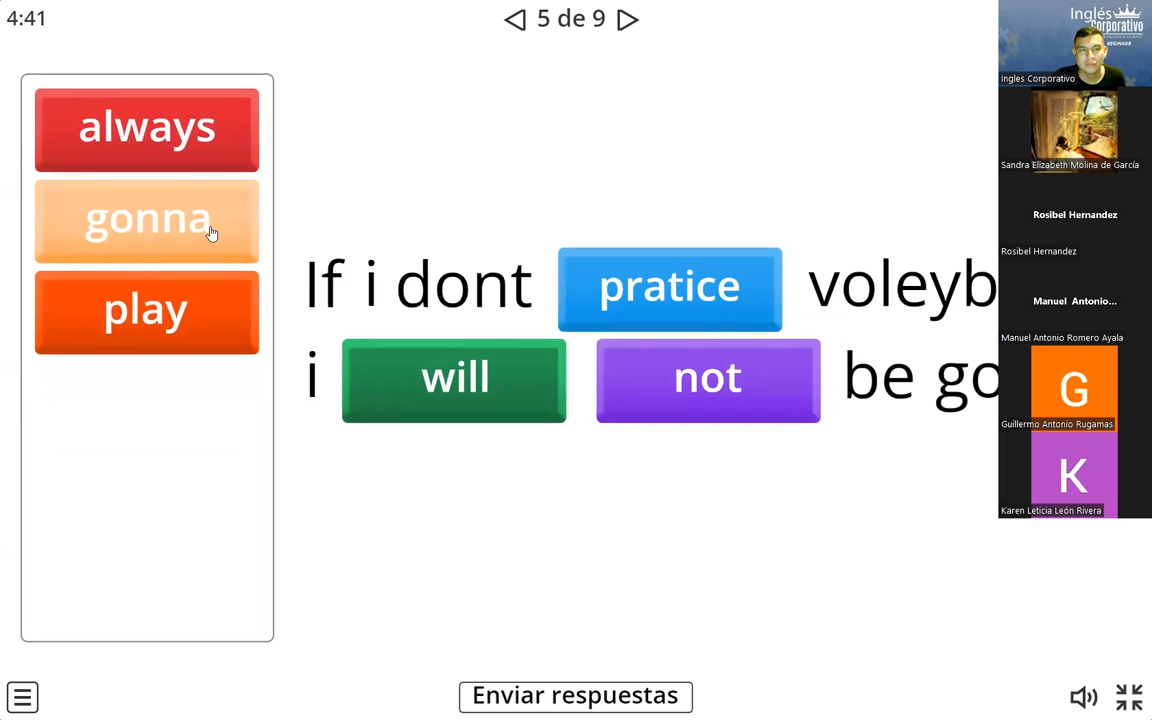 4:41
5 de 9
always
gonna
play
If i dont pratice voleyb
i will not be go
Enviar respuestas
Inglés
Corporativo
BEGINNER
Ingles Corporativo
Sandra Elizabeth Molina de García
Rosibel Hernandez
Rosibel Hernandez
Manuel Antonio...
Manuel Antonio Romero Ayala
G
Guillermo Antonio Rugamas
K
Karen Leticia León Rivera